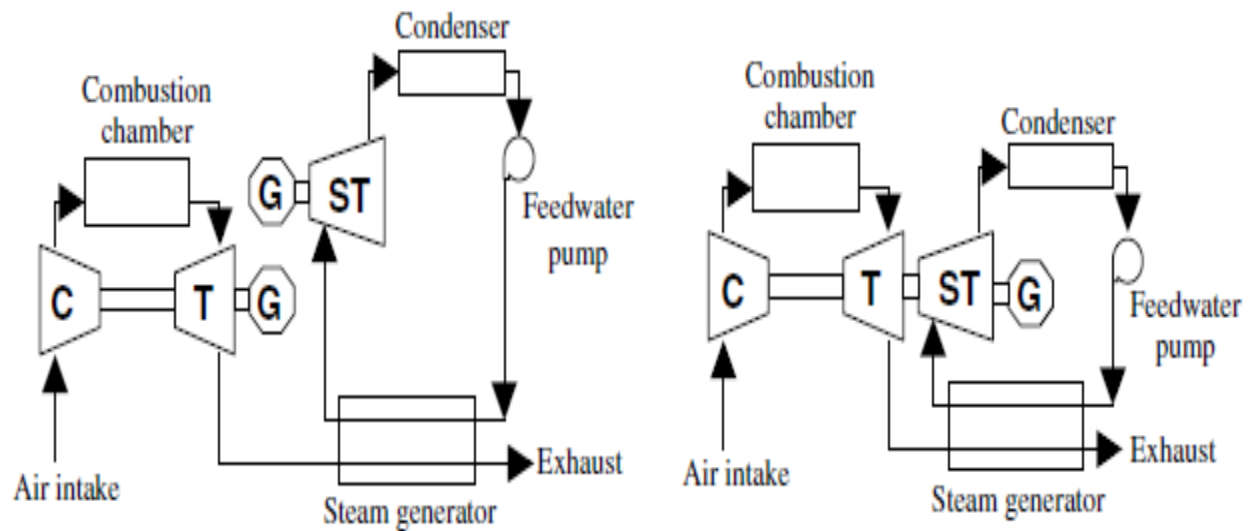 Condenser
Combustion
chamber
G
ST
Feedwater
pump
C
T
G
Air intake
Exhaust
Steam generator
Combustion
chamber
Condenser
C
T
ST
G
Feedwater
pump
Air intake
Exhaust
Steam generator